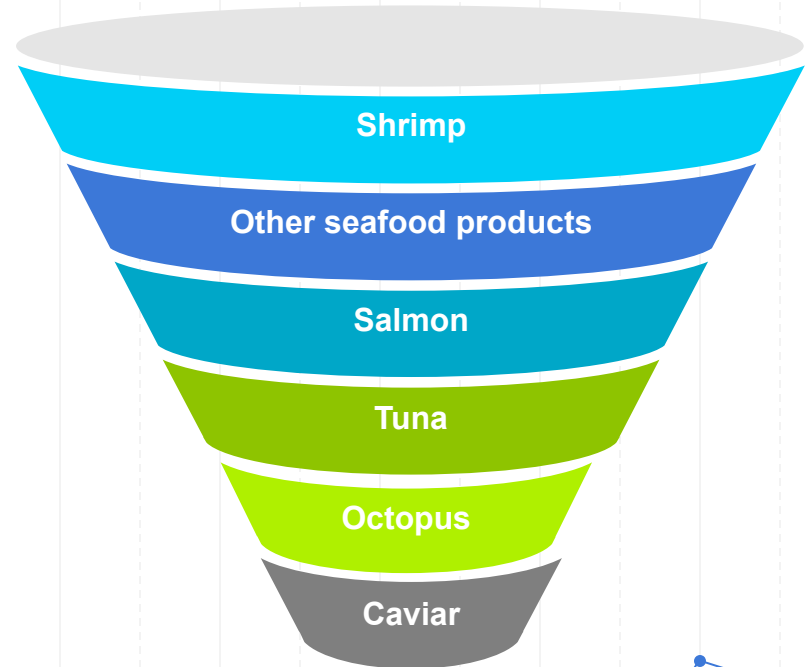 Shrimp
Other seafood products
Salmon
Tuna
Octopus
Caviar